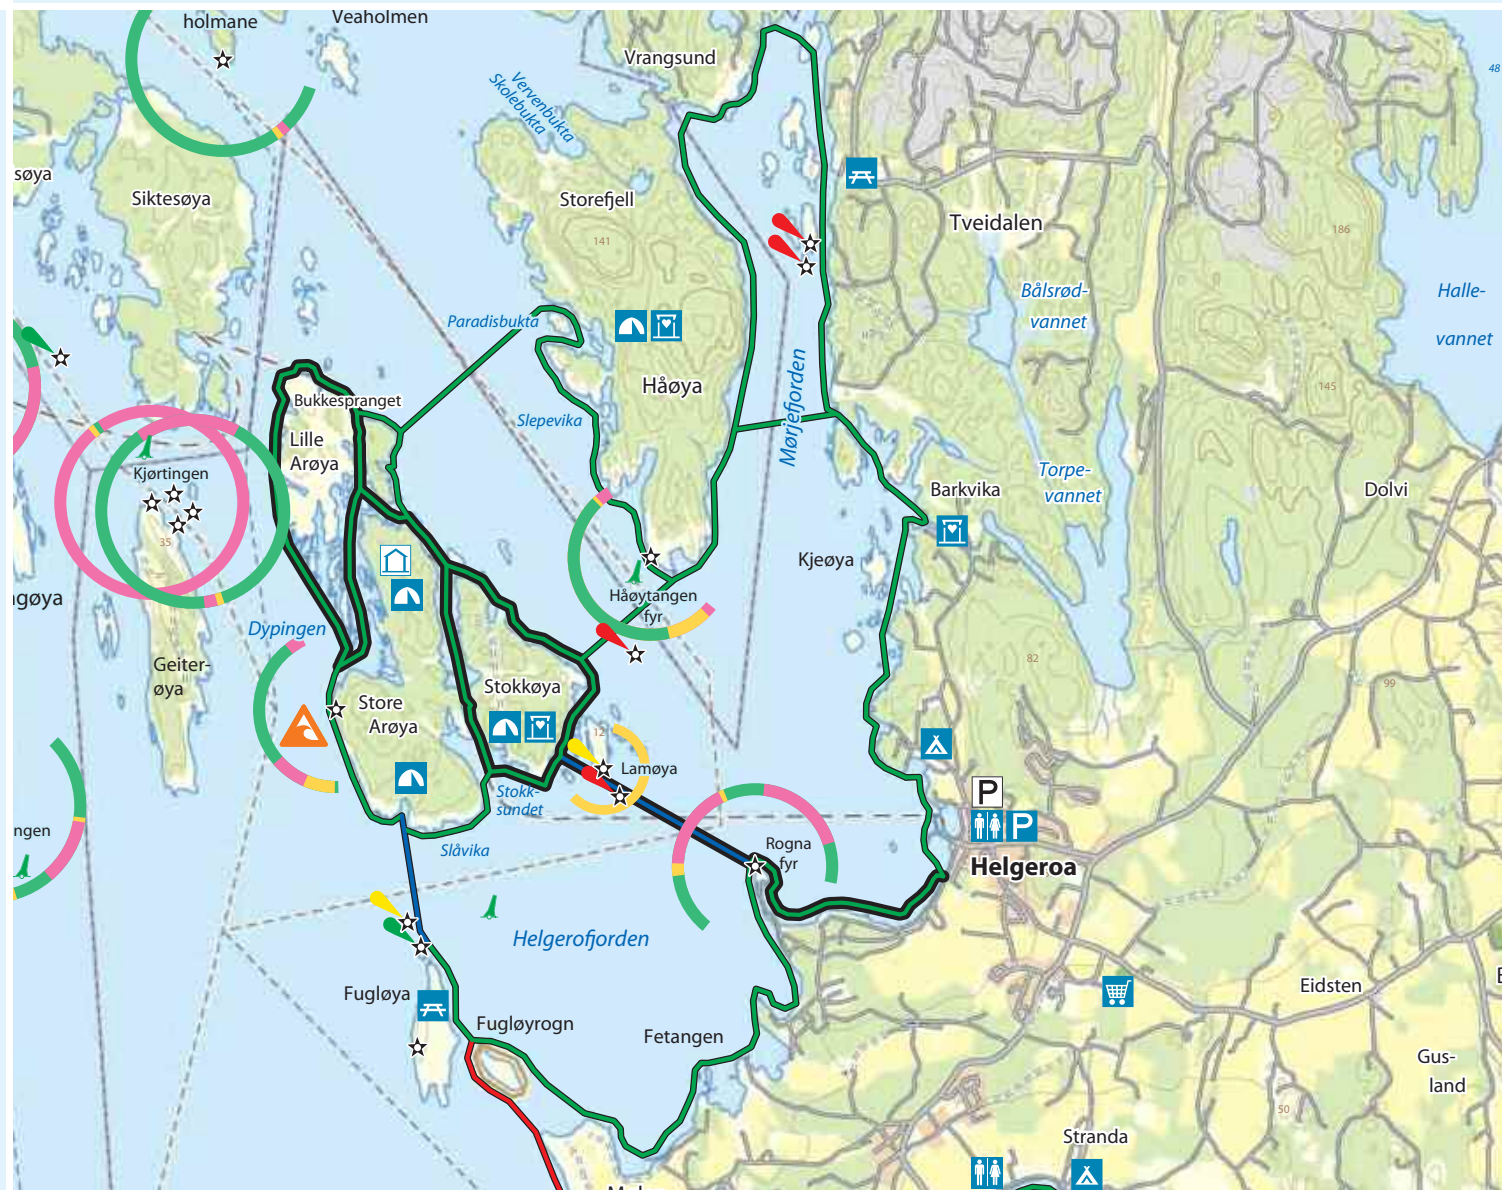 holmane
Veaholmen
Vrangsund
48
Vervenbukta
Skolebukta
søya
Siktesøya
Storefjell
141
Tveidalen
186
Bålsrød-
vannet
Halle-
vannet
Paradisbukta
Håøya
Mørjefjorden
145
Bukkespranget
Slepevika
Lille
Arøya
Kjørtingen
Torpe-
vannet
Barkvika
Dolvi
35
Kjeøya
gøya
Håøytangen
fyr
Dypingen
Geiter-
øya
82
99
Store
Arøya
Stokkøya
12
Lamøya
Stokk-
sundet
P
P
ngen
Slåvika
Rogna
fyr
Helgeroa
Helgerofjorden
Fugløya
Eidsten
E
Fugløyrogn
Fetangen
Gus-
land
50
Stranda